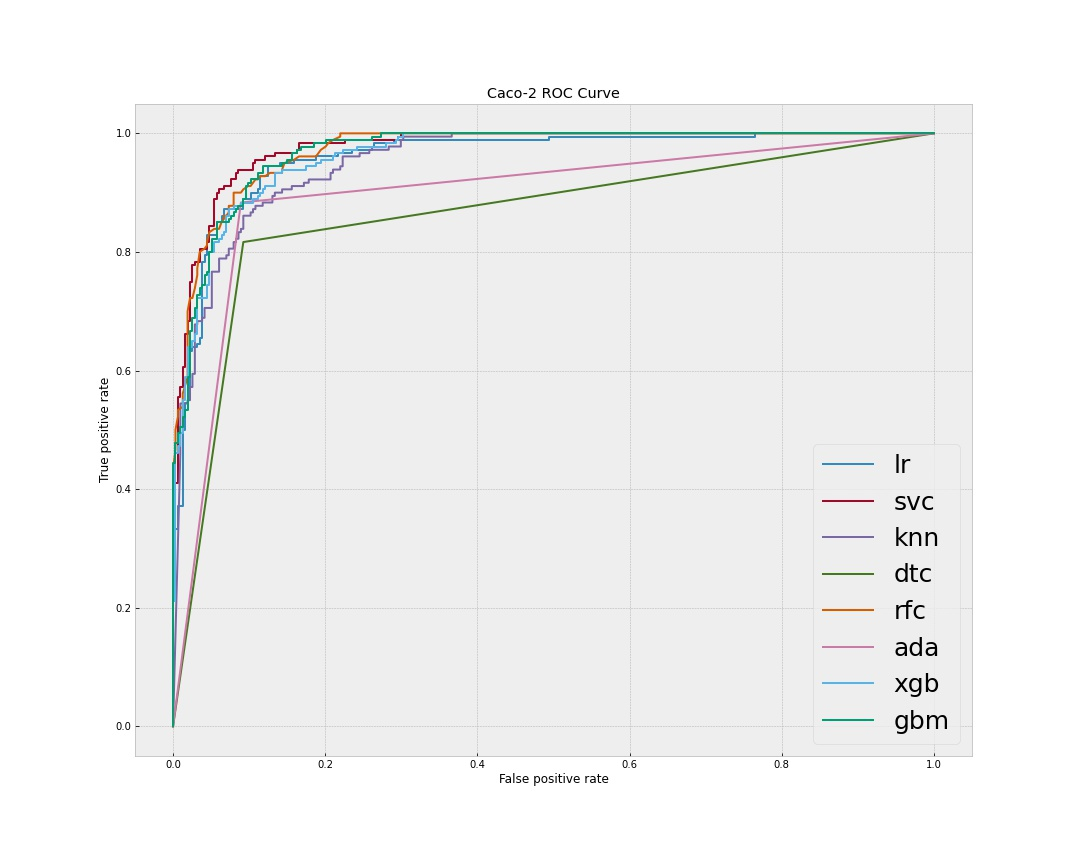 Caco-2 ROC Curve
True positive rate
1.0
0.8
0.6
0.4
0.2
0.0
lr
svc
knn
dtc
rfc
ada
xgb
gbm
0.0 0.2 0.4 0.6 0.8 1.0
False positive rate